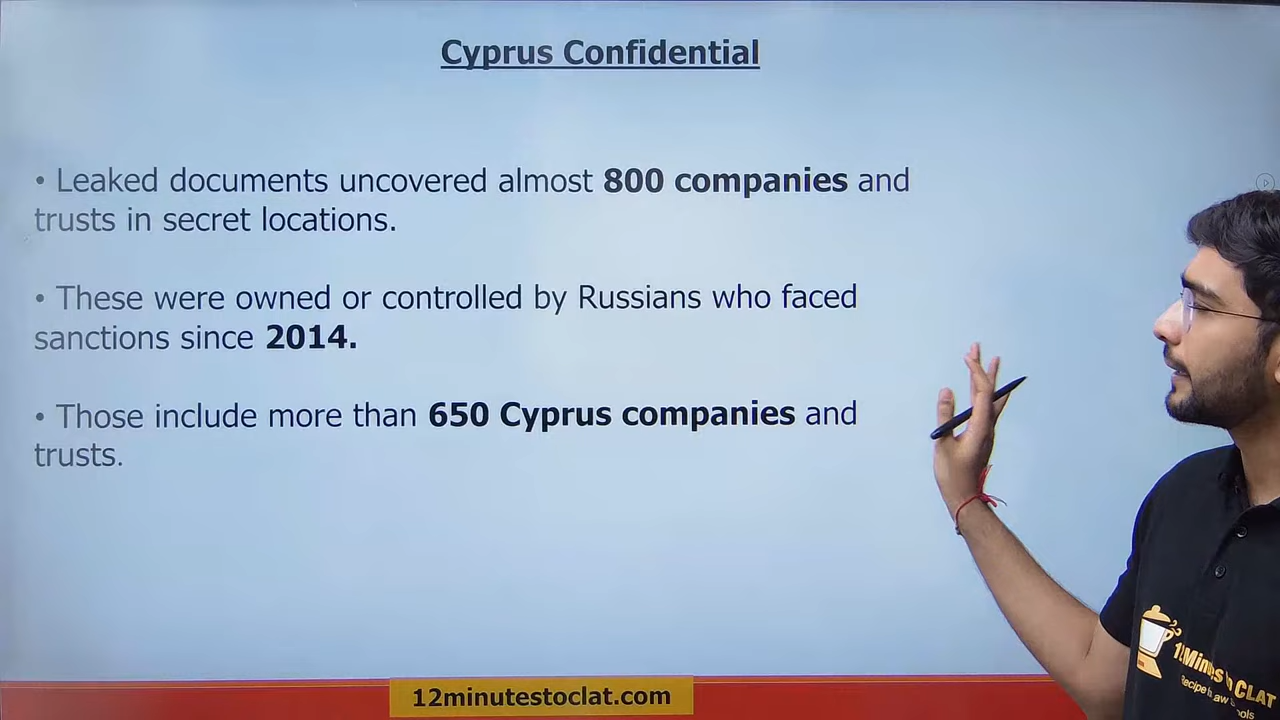 Cyprus Confidential
• Leaked documents uncovered almost 800 companies and
trusts in secret locations.
• These were owned or controlled by Russians who faced
sanctions since 2014.
• Those include more than 650 Cyprus companies and
trusts.
12minutestoclat.com
CLAT